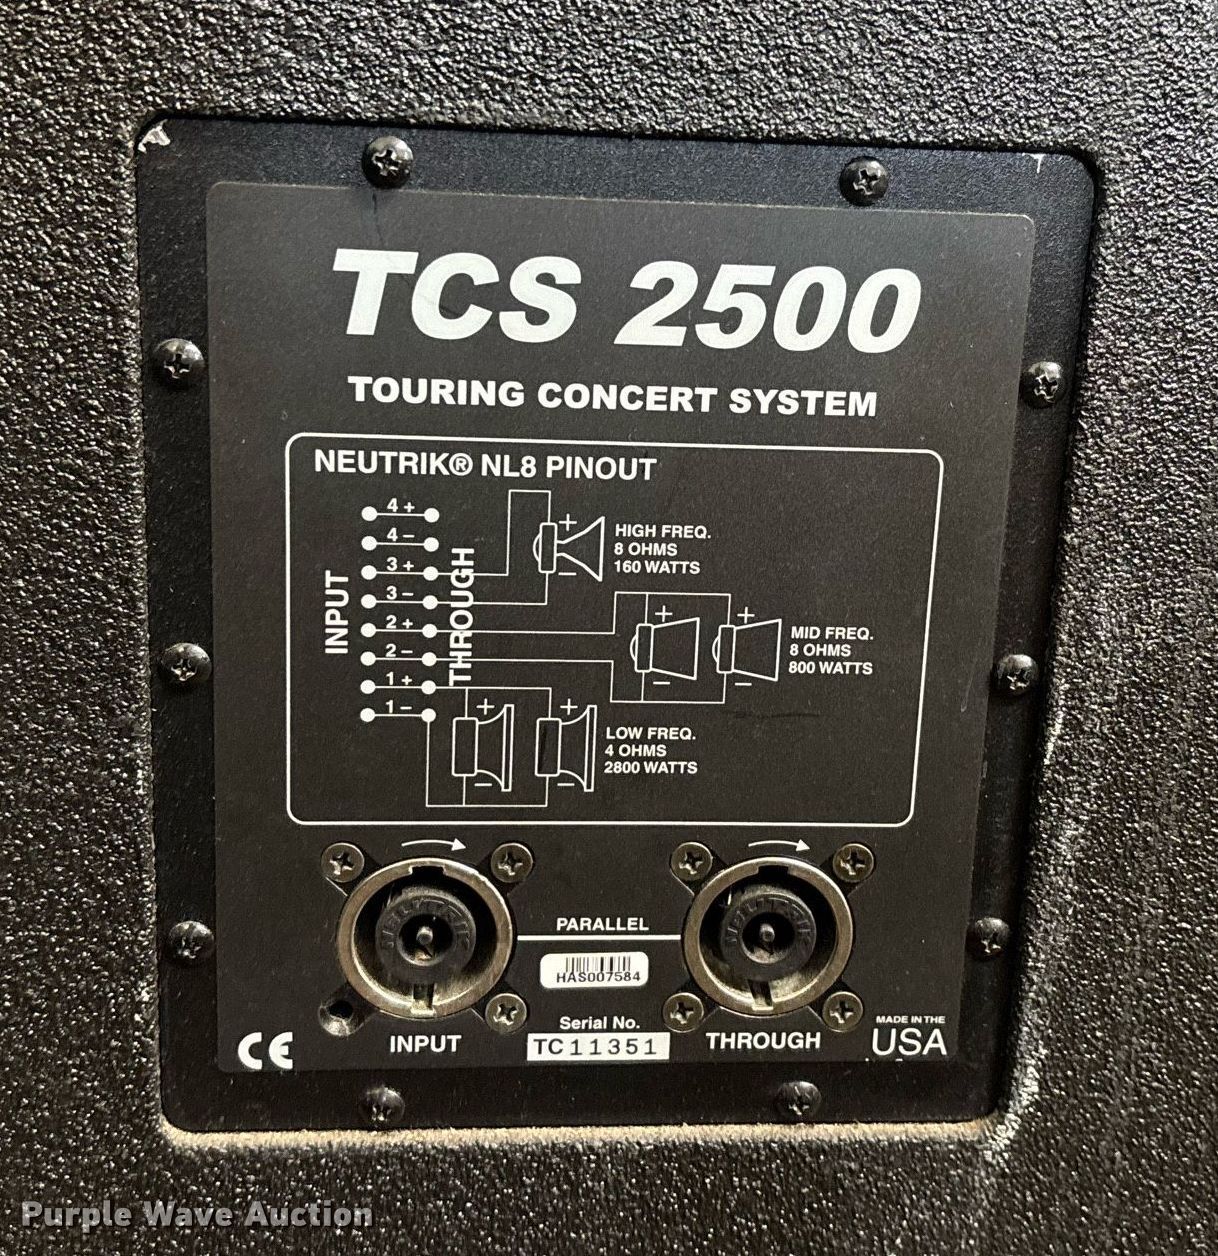 TCS 2500
TOURING CONCERT SYSTEM
NEUTRIK® NL8 PINOUT
INPUT
4 +
4 –
3 +
3 –
2 +
2 –
1 +
1 –
THROUGH
+
–
HIGH FREQ.
8 OHMS
160 WATTS
+
–
+
–
MID FREQ.
8 OHMS
800 WATTS
+
–
+
–
LOW FREQ.
4 OHMS
2800 WATTS
NEUTRIK
NEUTRIK
PARALLEL
HAS007584
INPUT
Serial No.
TC11351
THROUGH
CE
MADE IN THE
USA
Purple Wave Auction